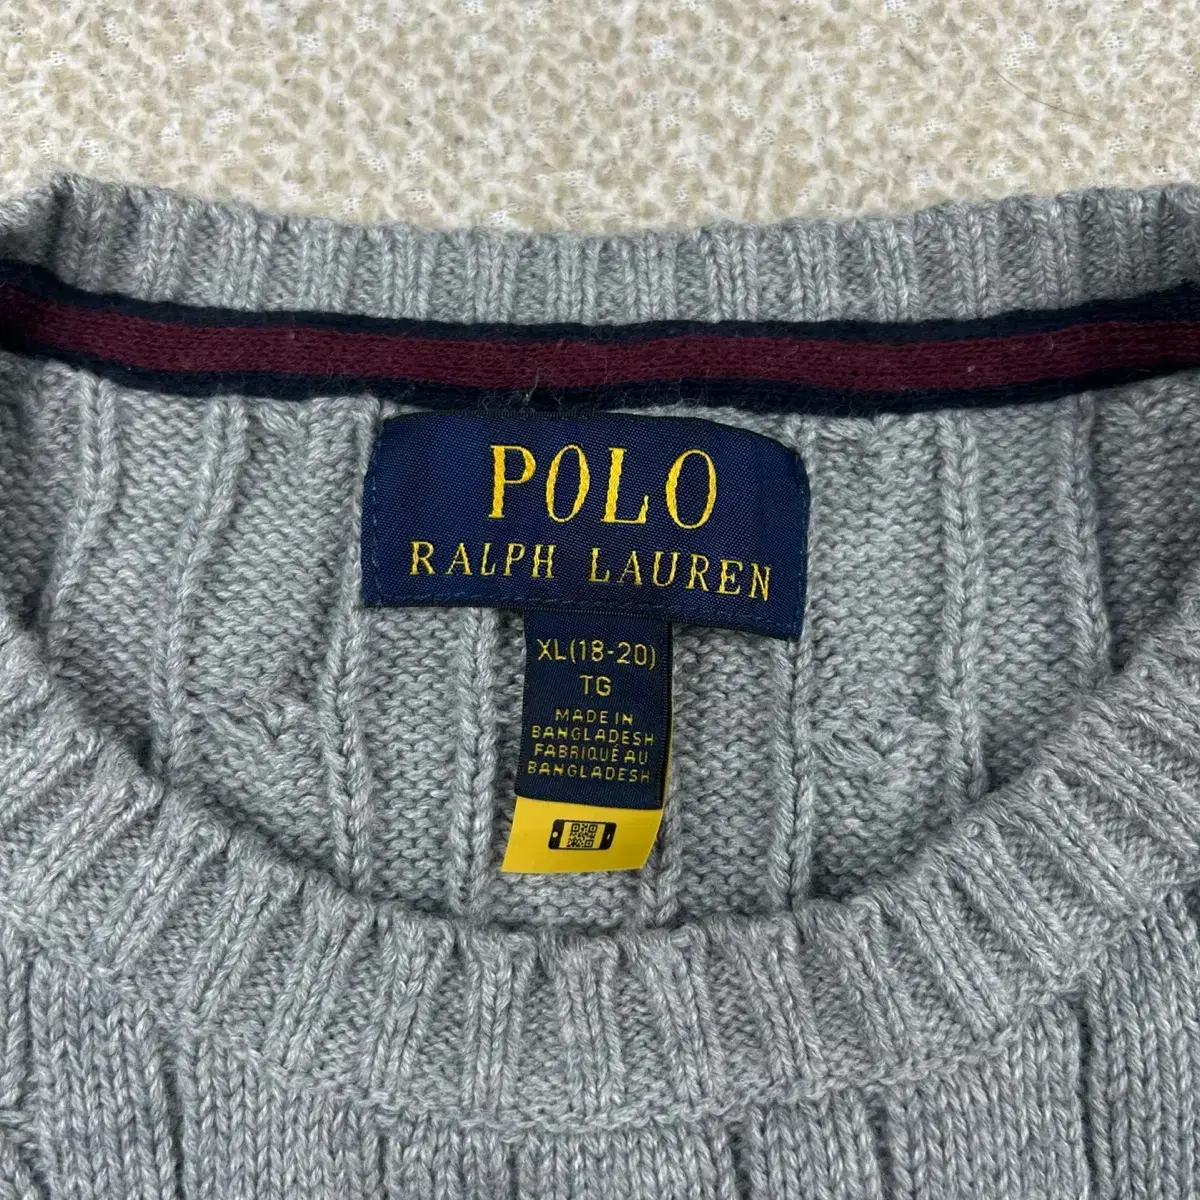 POLO
RALPH LAUREN
XL(18-20)
TG
MADE IN
BANGLADESH
FABRIQUÉ AU
BANGLADESH